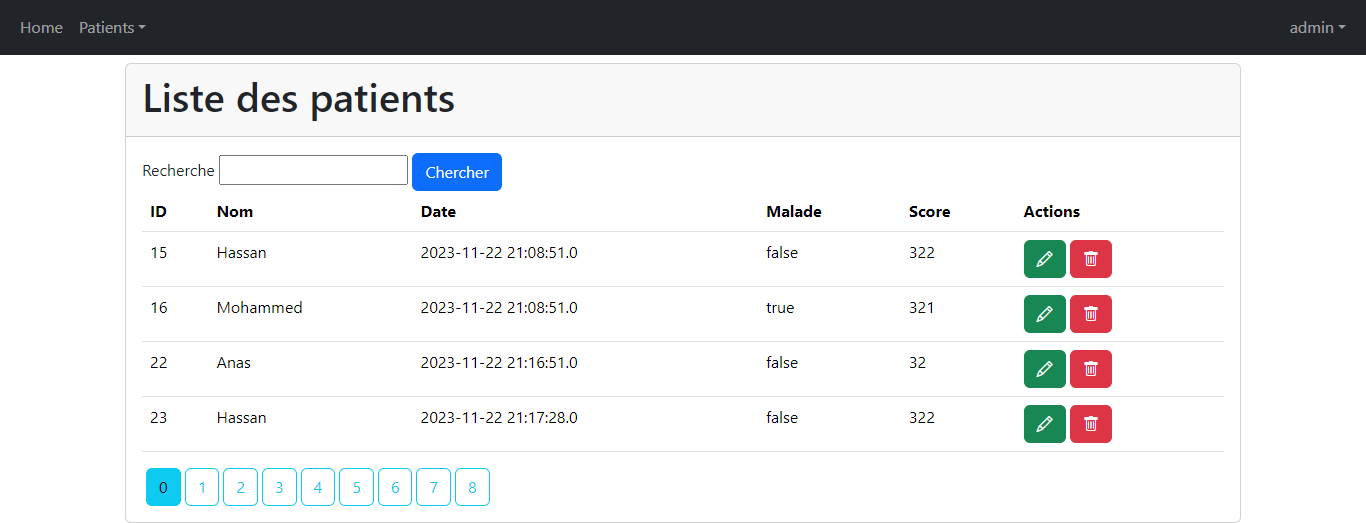 Home Patients admin
Liste des patients
Recherche Chercher
ID Nom Date Malade Score Actions
15 Hassan 2023-11-22 21:08:51.0 false 322
16 Mohammed 2023-11-22 21:08:51.0 true 321
22 Anas 2023-11-22 21:16:51.0 false 32
23 Hassan 2023-11-22 21:17:28.0 false 322
0 1 2 3 4 5 6 7 8